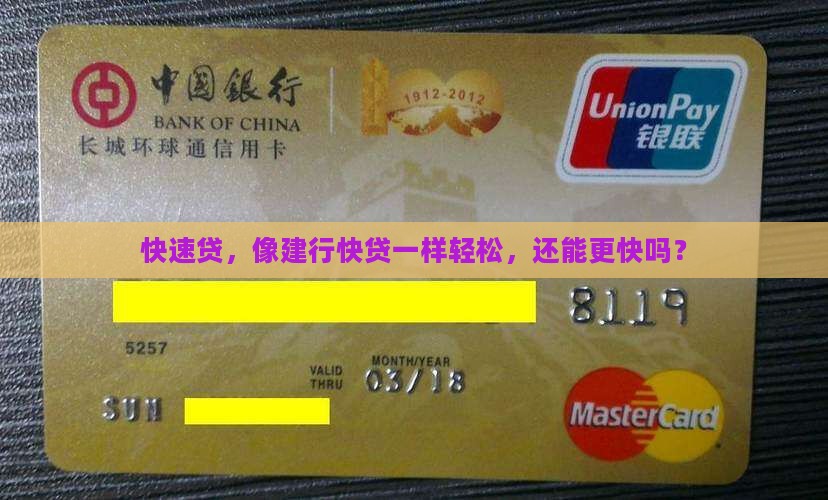 中国銀行
BANK OF CHINA
长城环球通信用卡
1912-2012
UnionPay
银联
快速贷，像建行快贷一样轻松，还能更快吗？
8119
5257
VALID
THRU
MONTH/YEAR
03/18
SUN
MasterCard